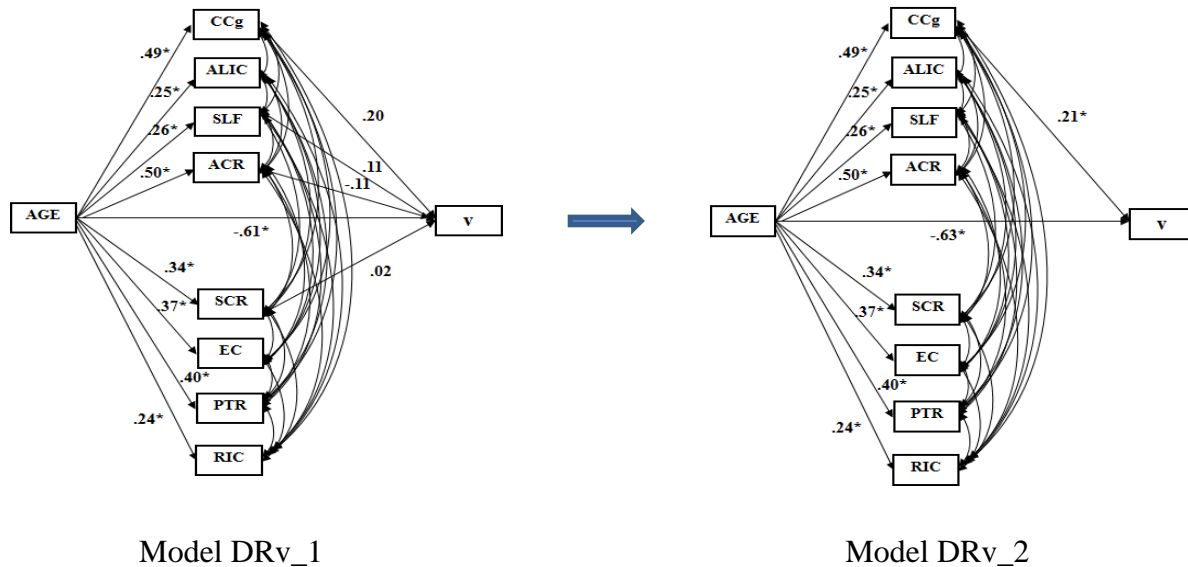 CCg
.49*
ALIC
.25*
SLF
.26*
ACR
.50*
.20
.11
-.11
AGE
v
-.61*
.34*
.02
SCR
.37*
EC
.40*
PTR
.24*
RIC
Model DRv_1
CCg
.49*
ALIC
.25*
SLF
.26*
ACR
.50*
.21*
AGE
v
-.63*
.34*
SCR
.37*
EC
.40*
PTR
.24*
RIC
Model DRv_2